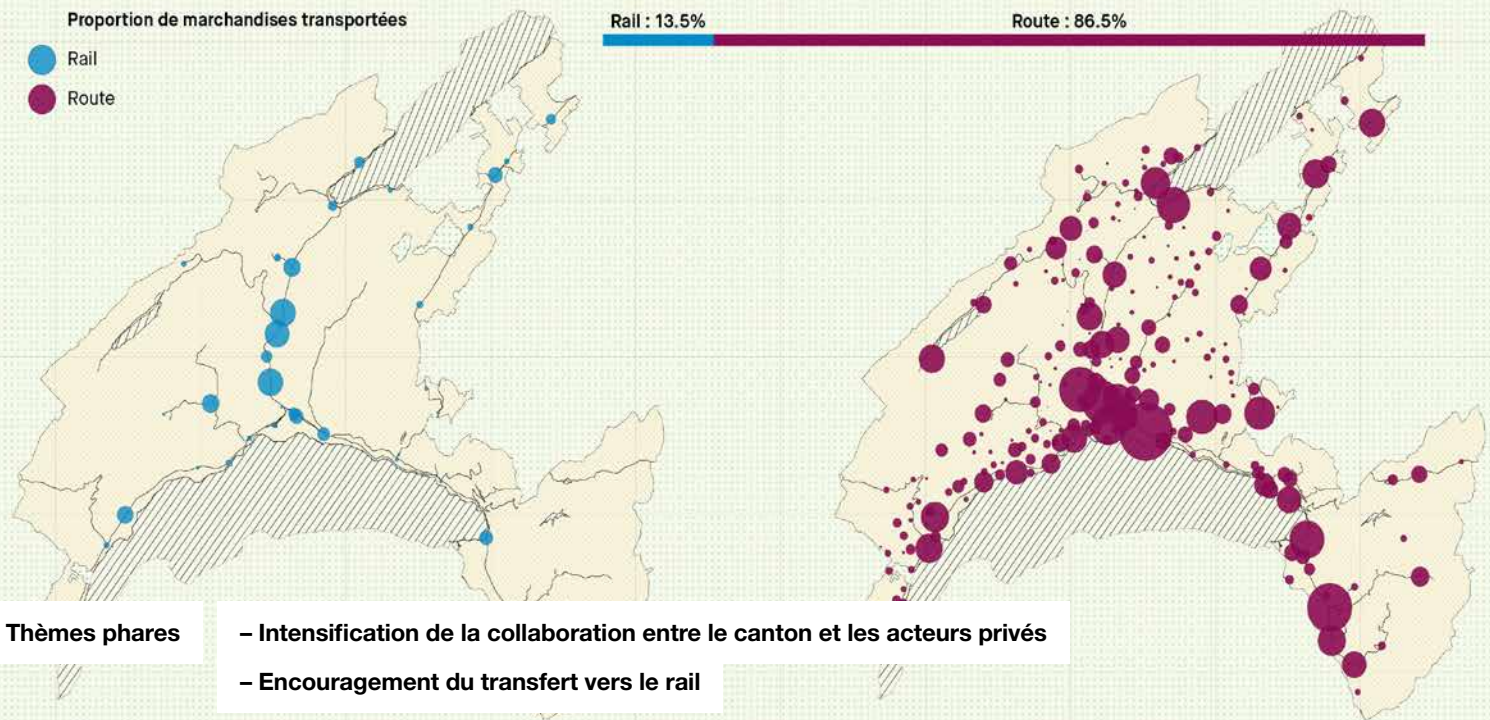 Proportion de marchandises transportées
Rail
Route
Rail : 13.5%
Route : 86.5%
Thèmes phares
– Intensification de la collaboration entre le canton et les acteurs privés
– Encouragement du transfert vers le rail